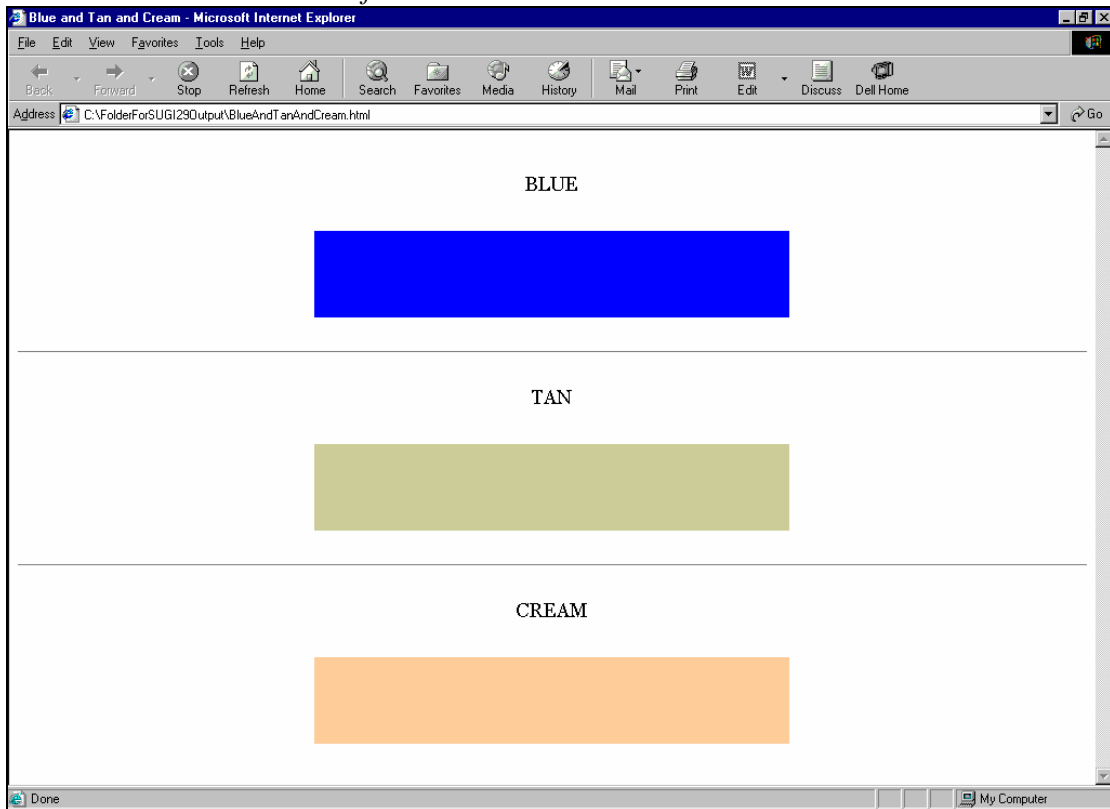 Blue and Tan and Cream - Microsoft Internet Explorer
File Edit View Favorites Tools Help
Back Forward Stop Refresh Home Search Favorites Media History Mail Print Edit Discuss Dell Home
Address C:\FolderForSUGI29Output\BlueAndTanAndCream.html Go
BLUE
TAN
CREAM
Done My Computer